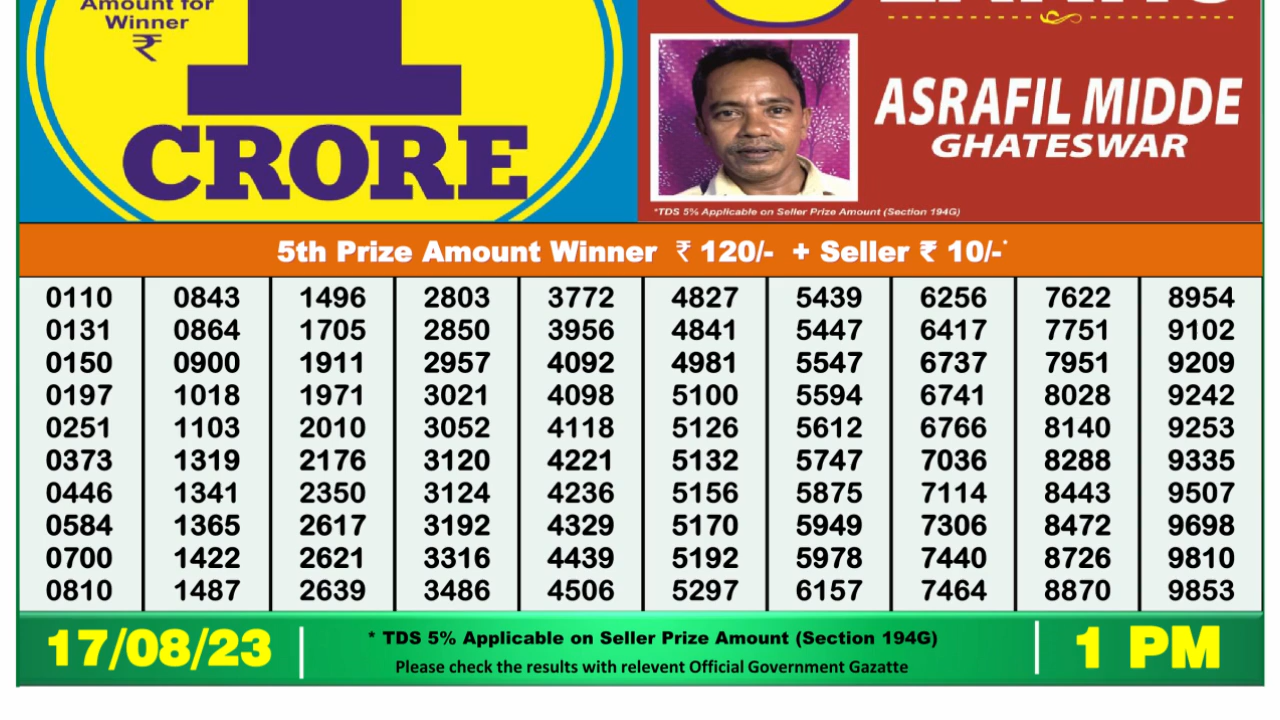 Amount for
Winner
₹
1
CRORE
ASRAFIL MIDDE
GHATESWAR
*TDS 5% Applicable on Seller Prize Amount (Section 194G)
5th Prize Amount Winner ₹ 120/- + Seller ₹ 10/-*
0110 0843 1496 2803 3772 4827 5439 6256 7622 8954
0131 0864 1705 2850 3956 4841 5447 6417 7751 9102
0150 0900 1911 2957 4092 4981 5547 6737 7951 9209
0197 1018 1971 3021 4098 5100 5594 6741 8028 9242
0251 1103 2010 3052 4118 5126 5612 6766 8140 9253
0373 1319 2176 3120 4221 5132 5747 7036 8288 9335
0446 1341 2350 3124 4236 5156 5875 7114 8443 9507
0584 1365 2617 3192 4329 5170 5949 7306 8472 9698
0700 1422 2621 3316 4439 5192 5978 7440 8726 9810
0810 1487 2639 3486 4506 5297 6157 7464 8870 9853
17/08/23
* TDS 5% Applicable on Seller Prize Amount (Section 194G)
Please check the results with relevent Official Government Gazatte
1 PM